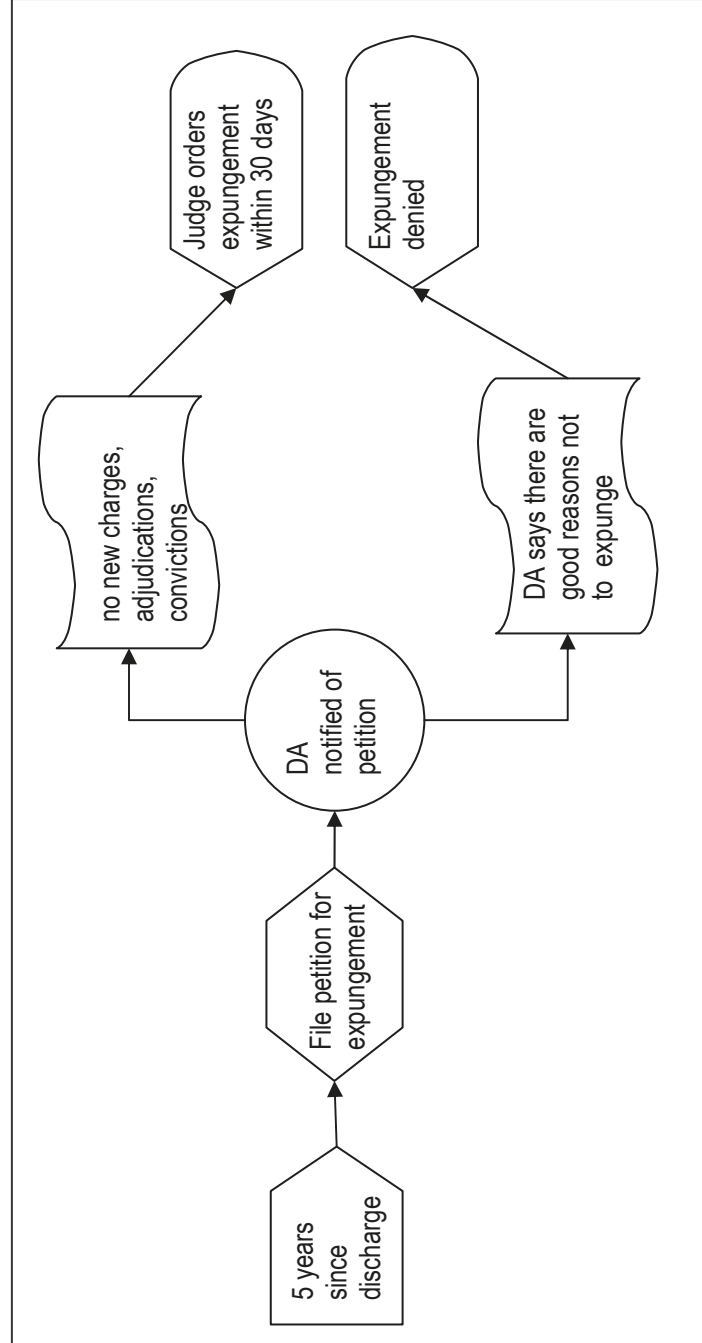 5 years
since
discharge
File petition for
expungement
DA
notified of
petition
no new charges,
adjudications,
convictions
Judge orders
expungement
within 30 days
DA says there are
good reasons not
to expunge
Expungement
denied